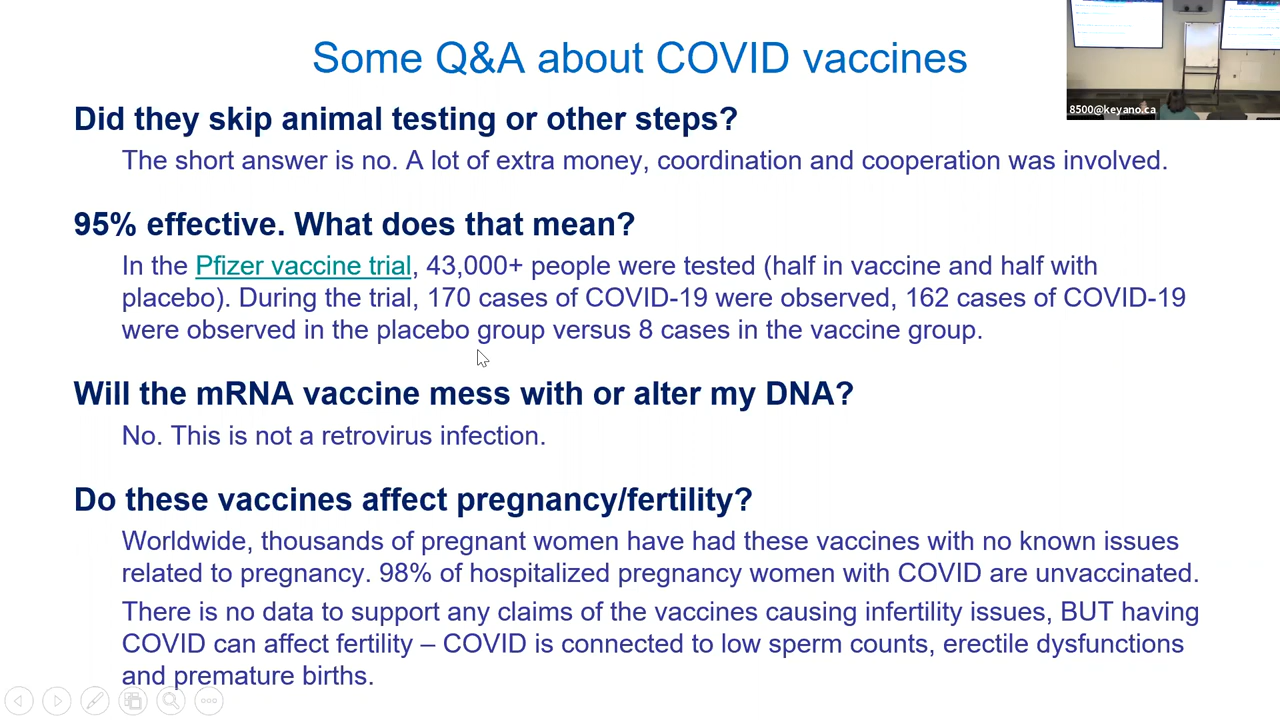 Some Q&A about COVID vaccines
8500@keyano.ca
Did they skip animal testing or other steps?
The short answer is no. A lot of extra money, coordination and cooperation was involved.
95% effective. What does that mean?
In the Pfizer vaccine trial, 43,000+ people were tested (half in vaccine and half with
placebo). During the trial, 170 cases of COVID-19 were observed, 162 cases of COVID-19
were observed in the placebo group versus 8 cases in the vaccine group.
Will the mRNA vaccine mess with or alter my DNA?
No. This is not a retrovirus infection.
Do these vaccines affect pregnancy/fertility?
Worldwide, thousands of pregnant women have had these vaccines with no known issues
related to pregnancy. 98% of hospitalized pregnancy women with COVID are unvaccinated.
There is no data to support any claims of the vaccines causing infertility issues, BUT having
COVID can affect fertility – COVID is connected to low sperm counts, erectile dysfunctions
and premature births.